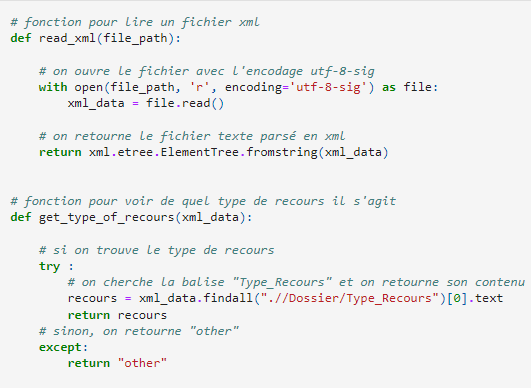 # fonction pour lire un fichier xml
def read_xml(file_path):
# on ouvre le fichier avec l'encodage utf-8-sig
with open(file_path, 'r', encoding='utf-8-sig') as file:
xml_data = file.read()
# on retourne le fichier texte parsé en xml
return xml.etree.ElementTree.fromstring(xml_data)
# fonction pour voir de quel type de recours il s'agit
def get_type_of_recours(xml_data):
# si on trouve le type de recours
try :
# on cherche la balise "Type_Recours" et on retourne son contenu
recours = xml_data.findall(".//Dossier/Type_Recours")[0].text
return recours
# sinon, on retourne "other"
except:
return "other"